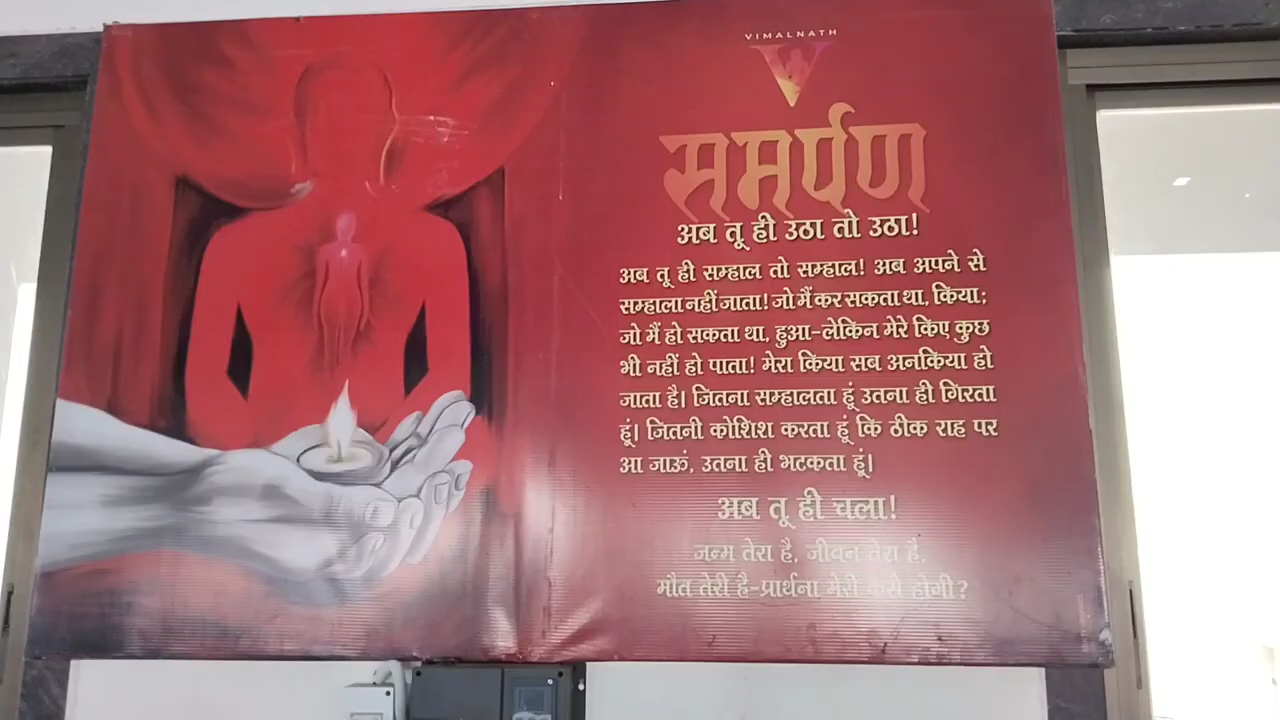 VIMALNATH
समर्पण
अब तू ही उठा तो उठा!
अब तू ही सम्हाल तो सम्हाल! अब अपने से
सम्हाला नहीं जाता! जो मैं कर सकता था, किया;
जो मैं हो सकता था, हुआ-लेकिन मेरे किए कुछ
भी नहीं हो पाता! मेरा किया सब अनकिया हो
जाता है। जितना सम्हालता हूं उतना ही गिरता
हूं। जितनी कोशिश करता हूं कि ठीक राह पर
आ जाऊं, उतना ही भटकता हूं।
अब तू ही चला!
जन्म तेरा है, जीवन तेरा है,
मौत तेरी है-प्रार्थना मेरी कैसे होगी?